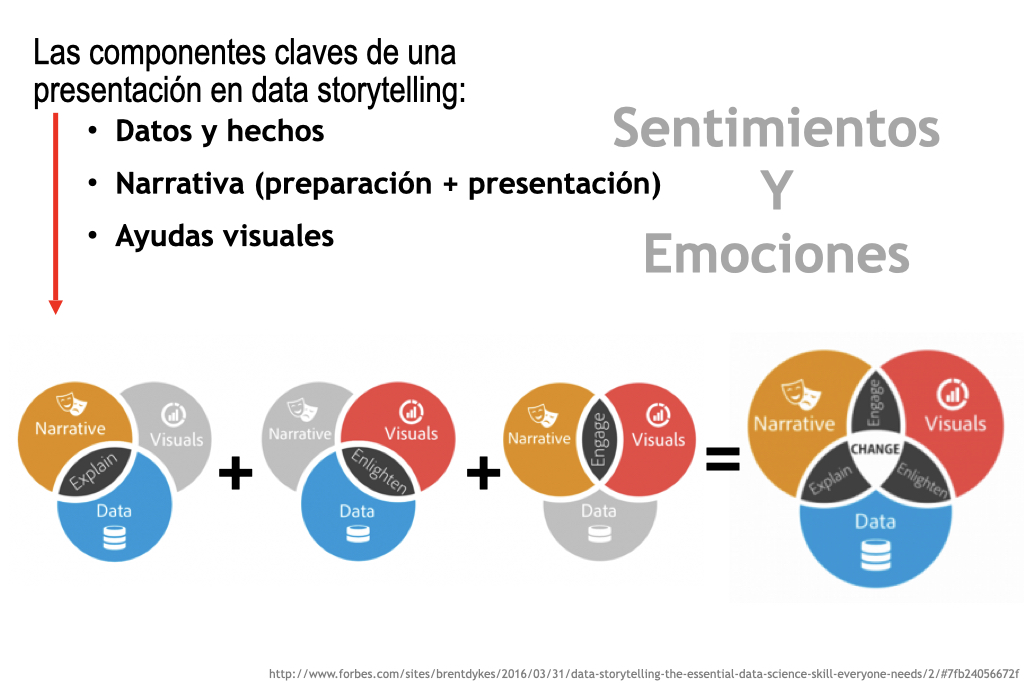 Las componentes claves de una
presentación en data storytelling:
• Datos y hechos
• Narrativa (preparación + presentación)
• Ayudas visuales
Sentimientos
Y
Emociones
Narrative
Visuals
Explain
Data
+
Narrative
Visuals
Enlighten
Data
+
Narrative
Engage
Visuals
Data
=
Narrative
Engage
Visuals
CHANGE
Explain
Enlighten
Data
http://www.forbes.com/sites/brentdykes/2016/03/31/data-storytelling-the-essential-data-science-skill-everyone-needs/2/#7fb24056672f